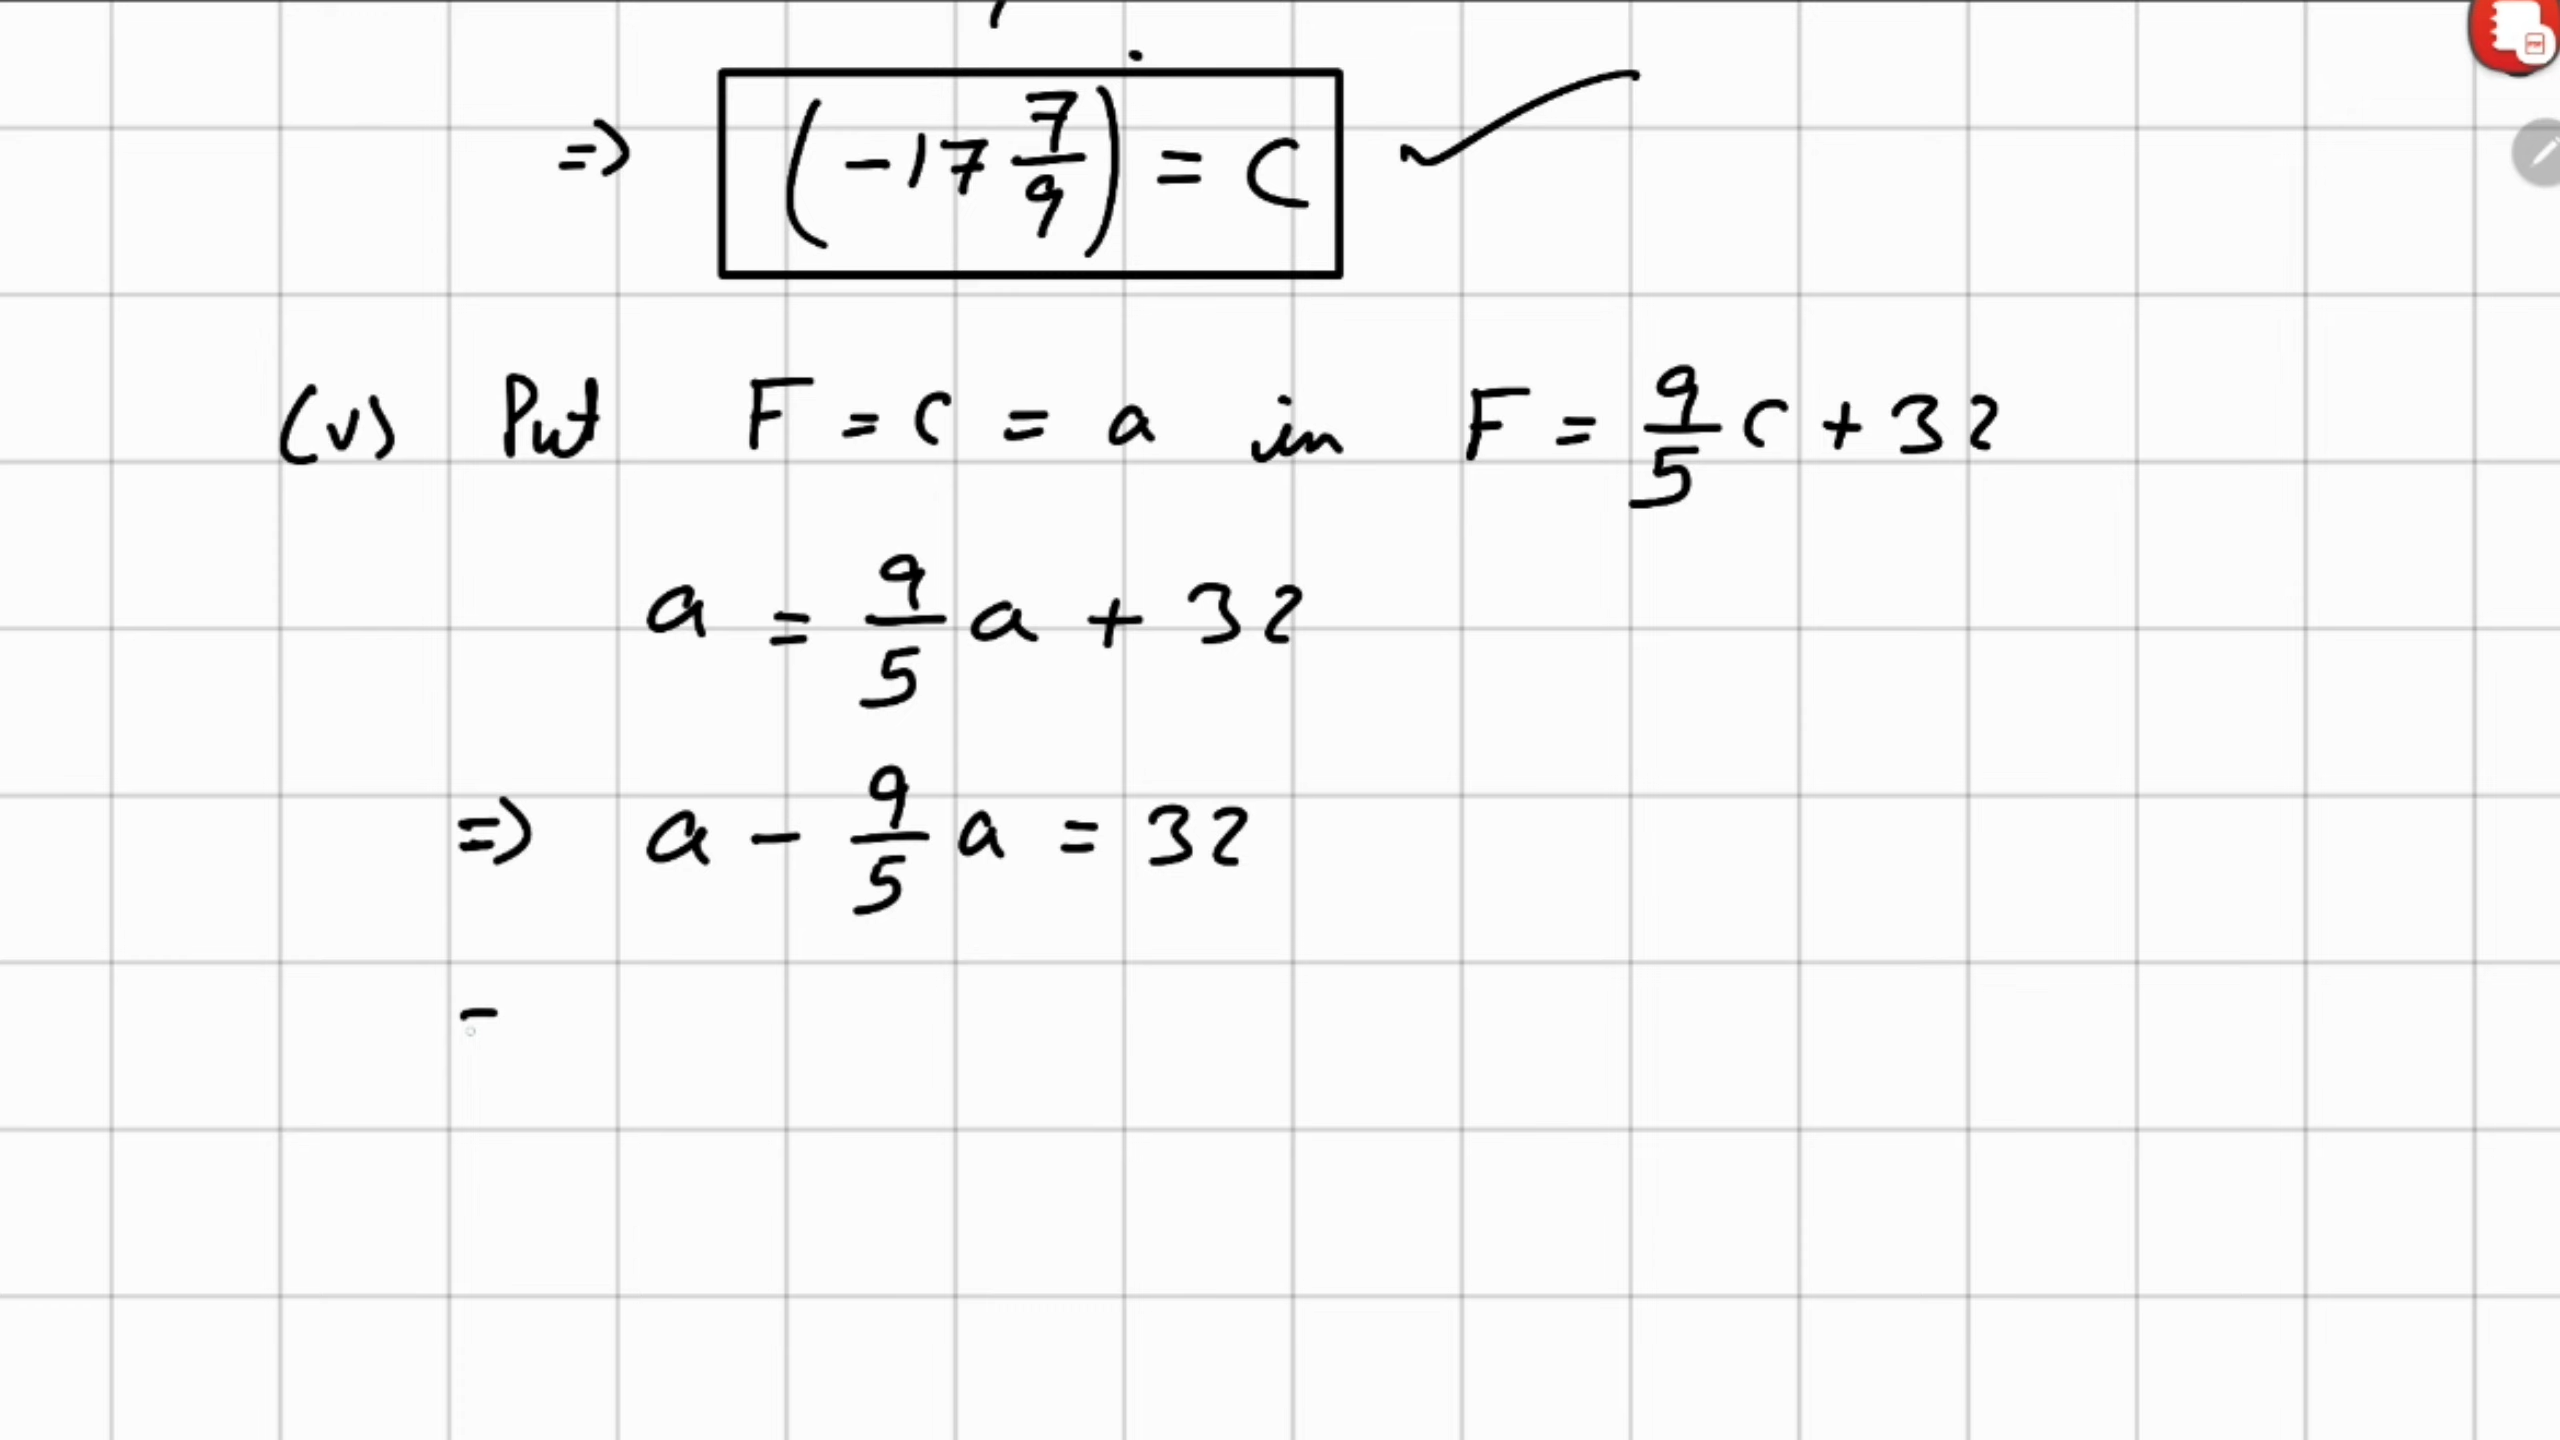 => (-17 7/9) = C
(v) Put F = C = a in F = 9/5 C + 32
a = 9/5 a + 32
=> a - 9/5 a = 32
-